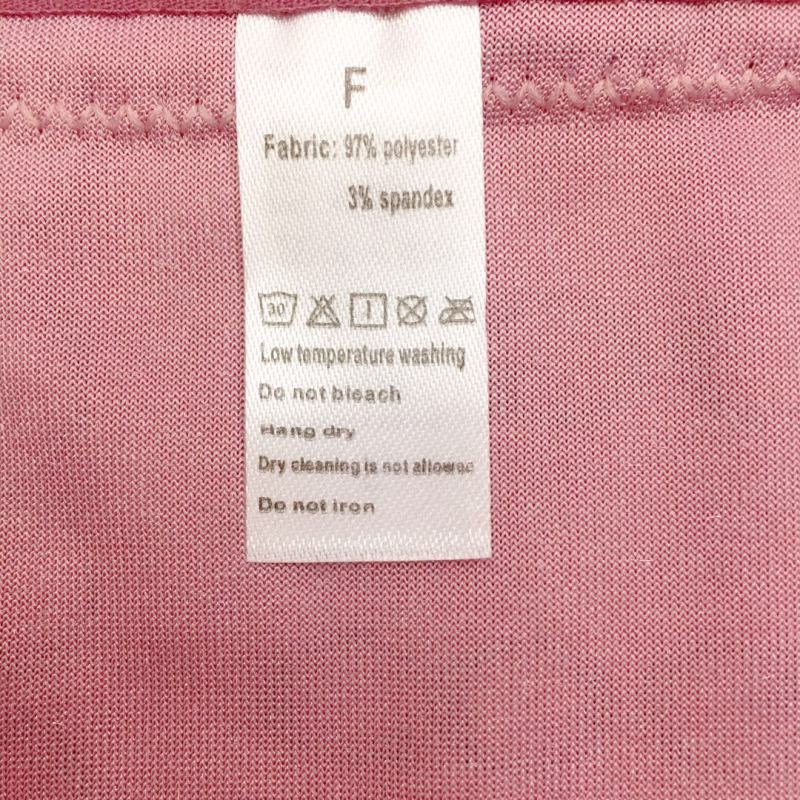 F
Fabric: 97% polyester
3% spandex
30
Low temperature washing
Do not bleach
Hang dry
Dry cleaning is not allowed
Do not iron